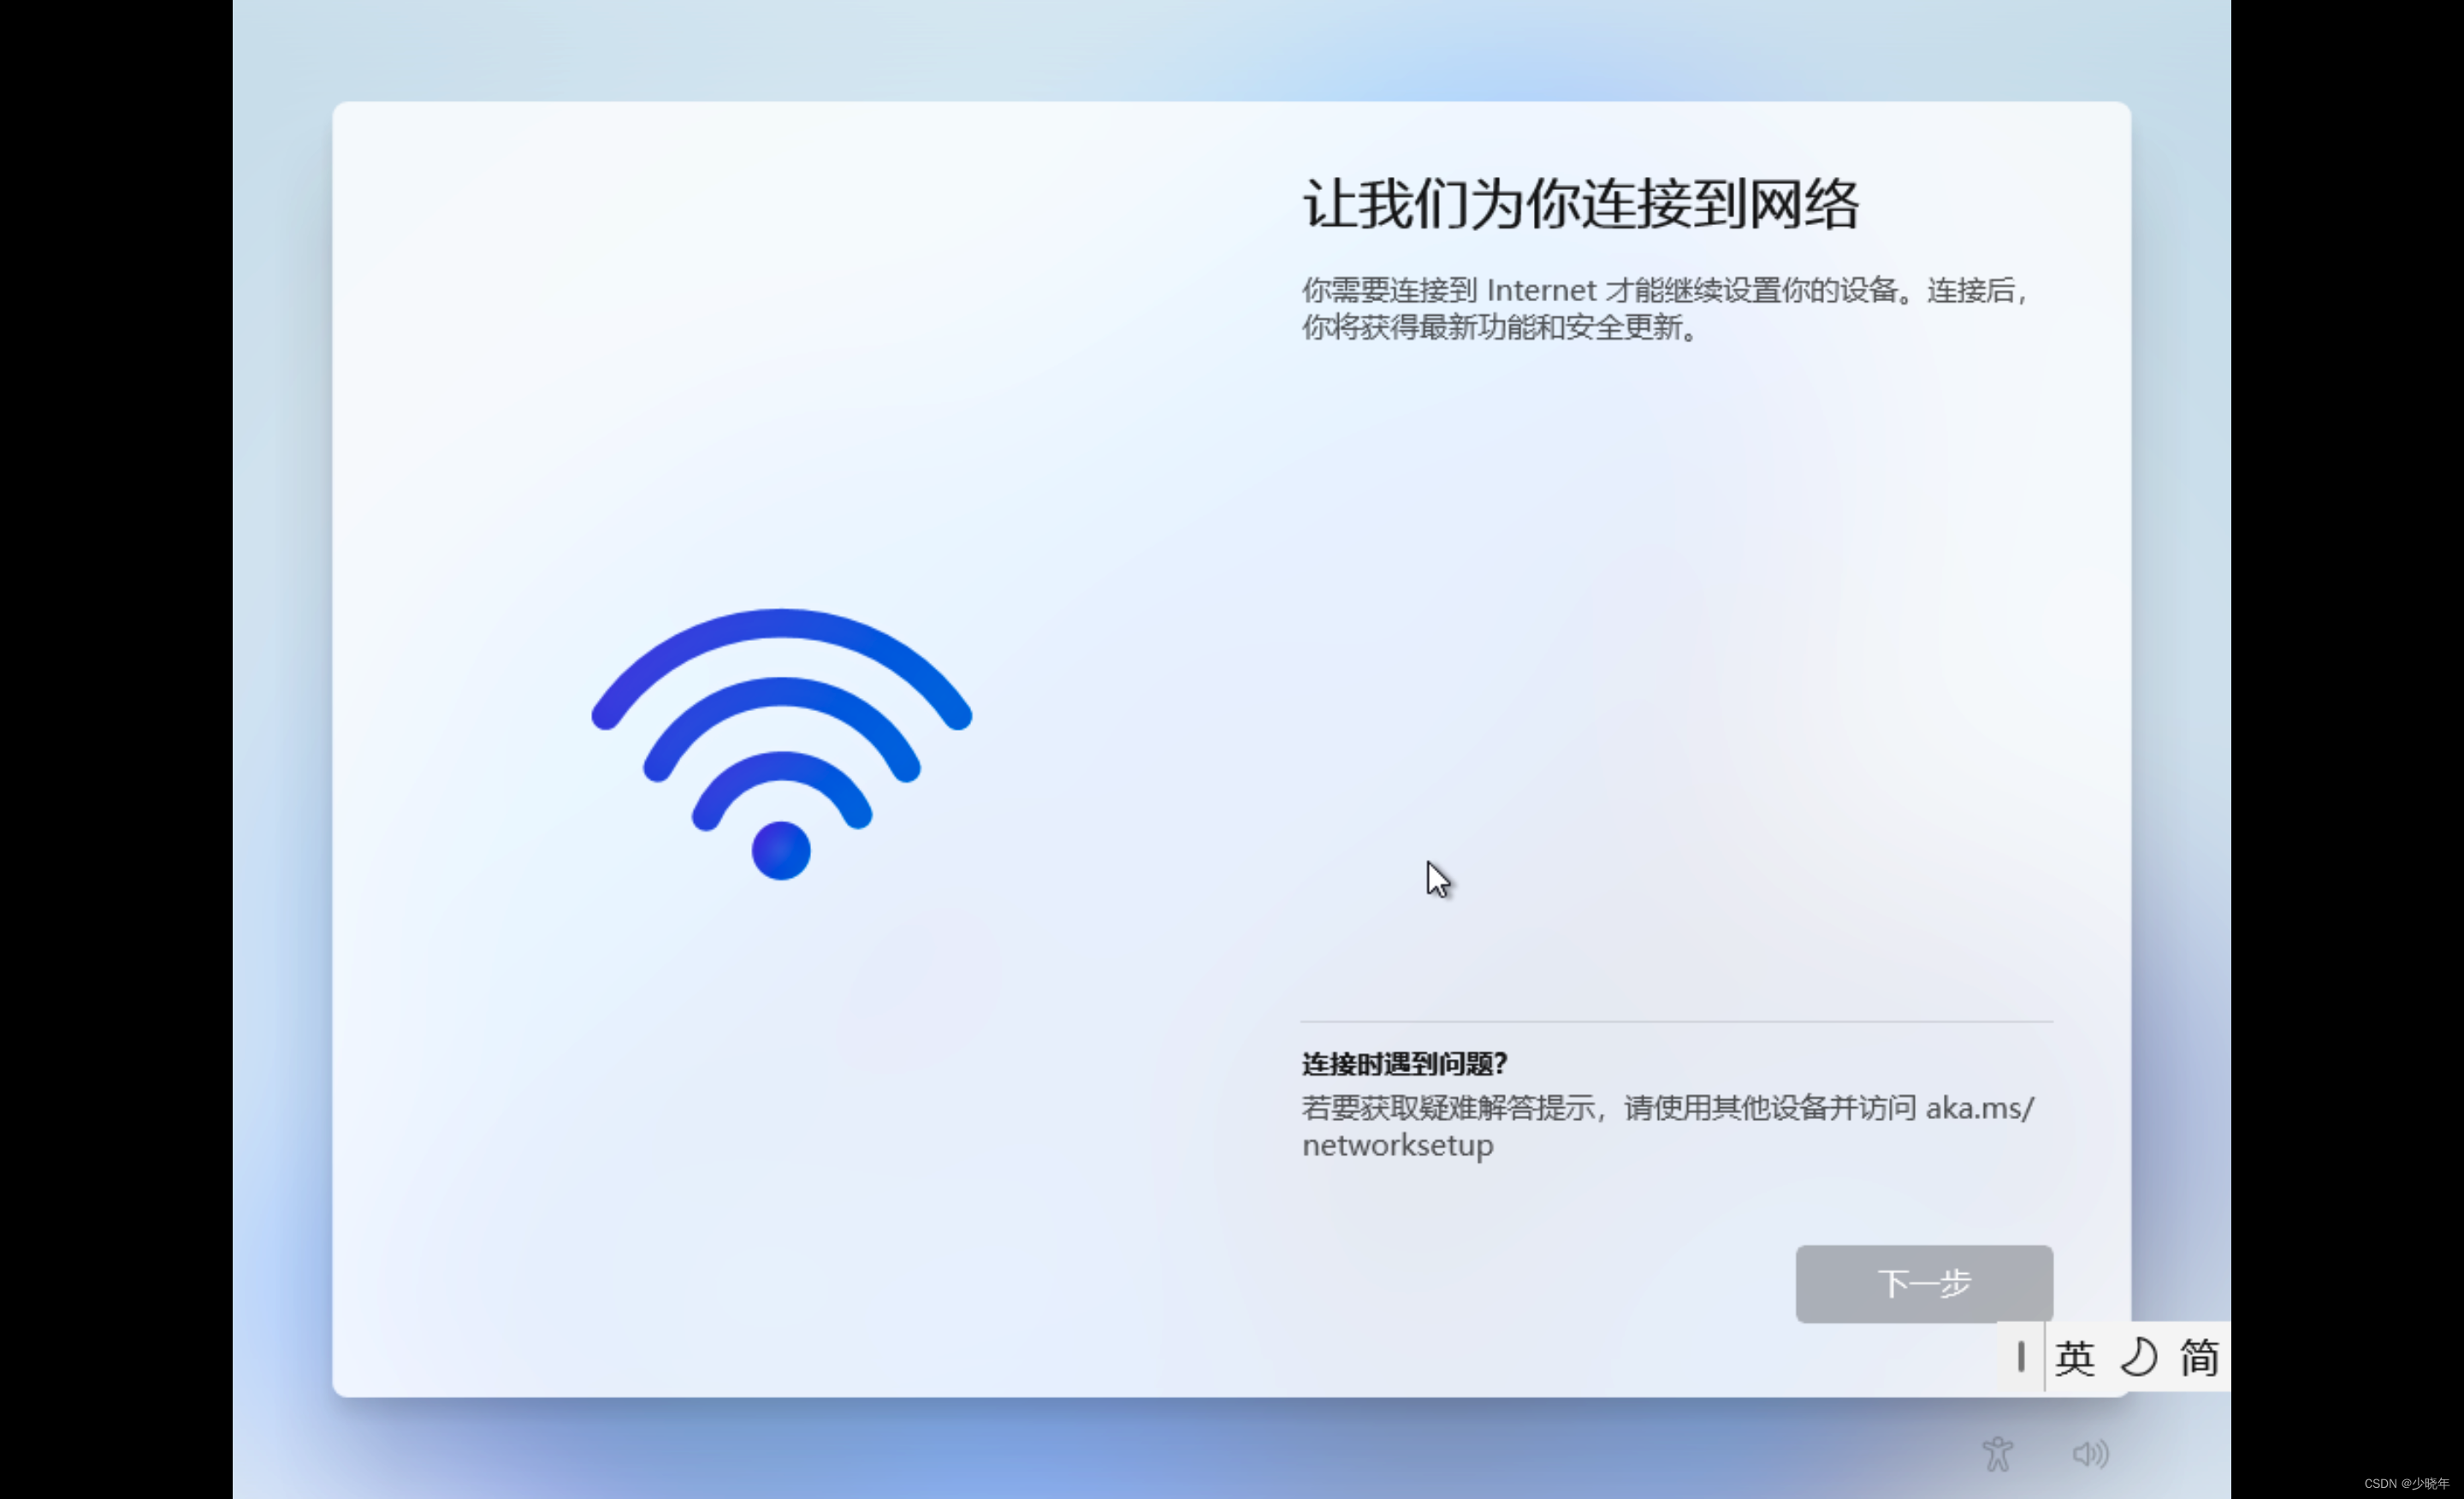 让我们为你连接到网络
你需要连接到 Internet 才能继续设置你的设备。连接后，
你将获得最新功能和安全更新。
连接时遇到问题?
若要获取疑难解答提示，请使用其他设备并访问 aka.ms/
networksetup
下一步
英 简
CSDN @少晓年